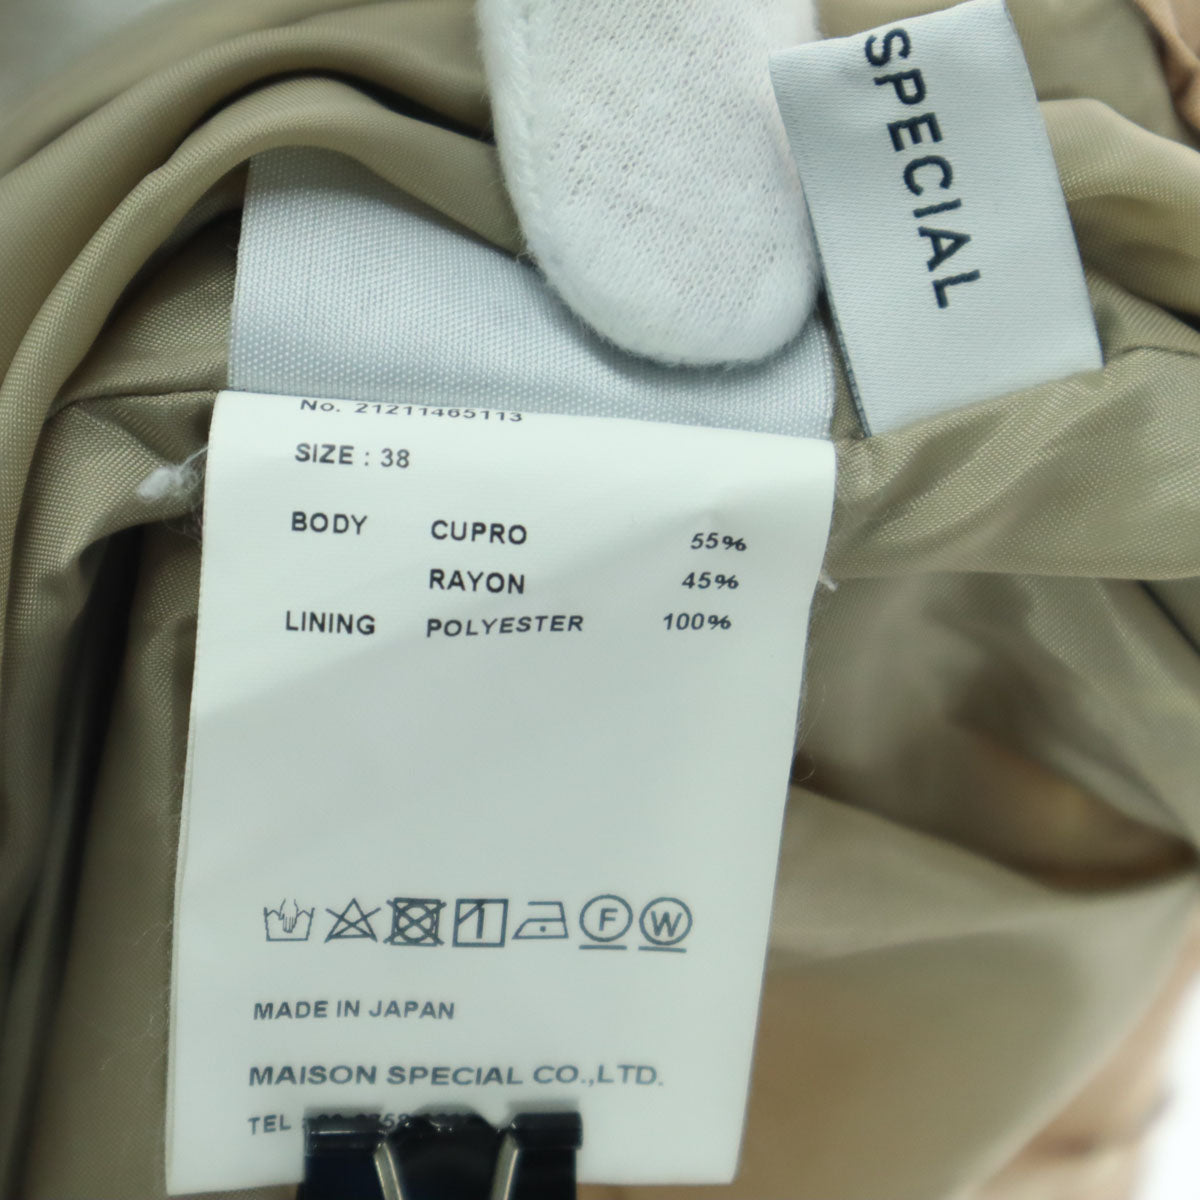 SPECIAL
No. 21211465113
SIZE : 38
BODY CUPRO 55%
RAYON 45%
LINING POLYESTER 100%
F W
MADE IN JAPAN
MAISON SPECIAL CO.,LTD.
TEL :